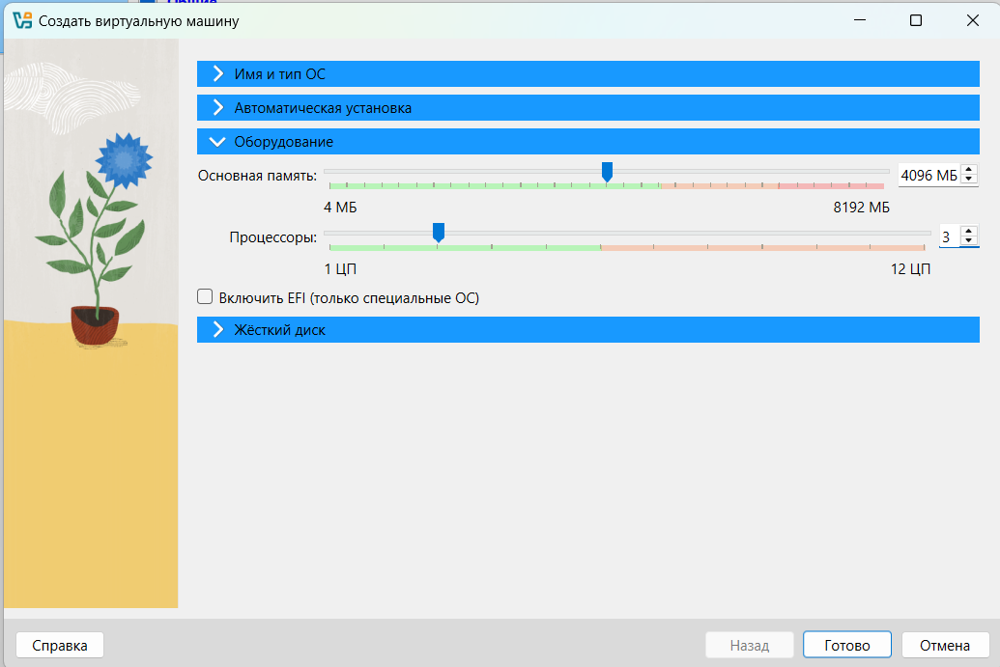 Создать виртуальную машину
Имя и тип ОС
Автоматическая установка
Оборудование
Основная память: 4096 МБ
4 МБ 8192 МБ
Процессоры: 3
1 ЦП 12 ЦП
Включить EFI (только специальные ОС)
Жёсткий диск
Справка Назад Готово Отмена